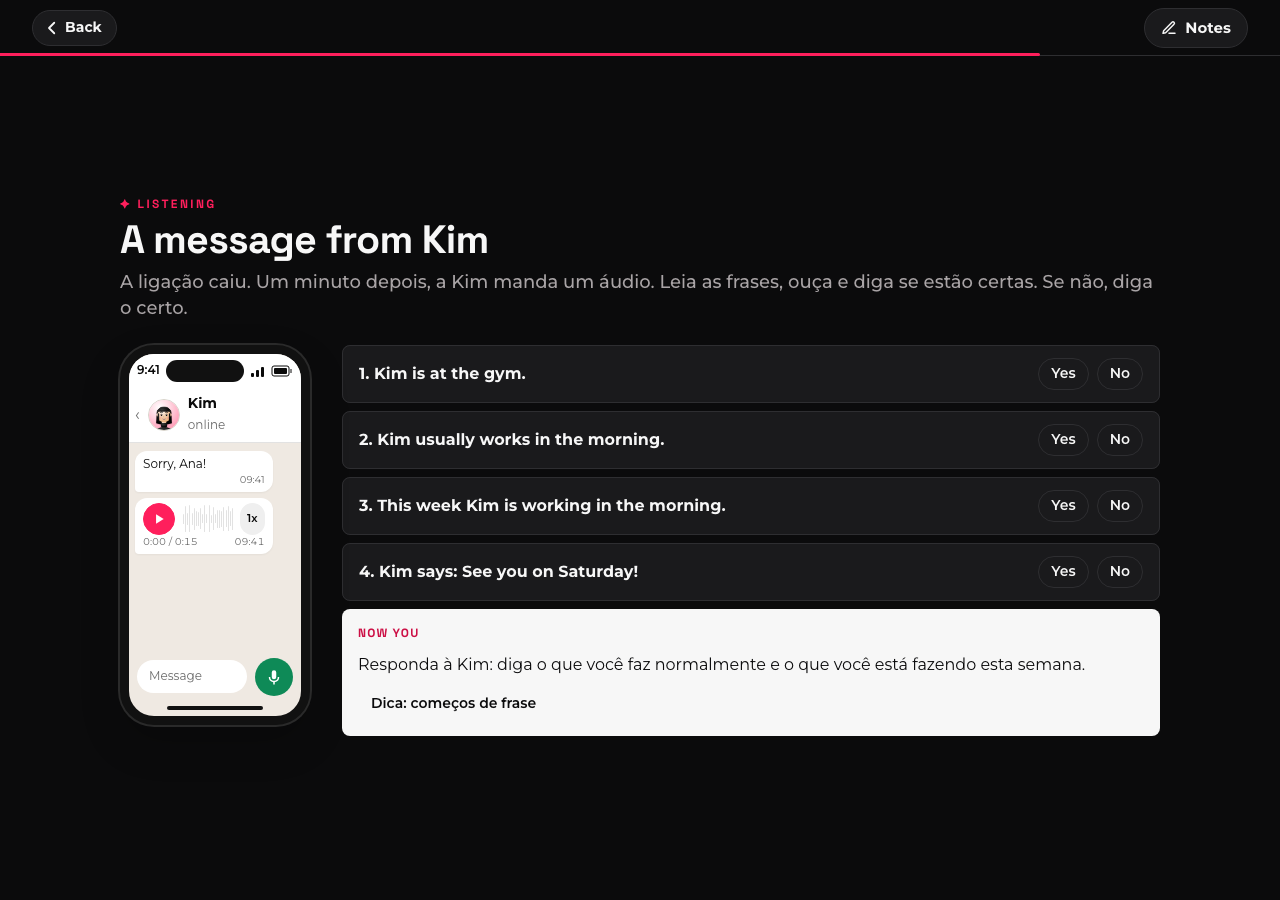 Back
Notes
LISTENING
A message from Kim
A ligação caiu. Um minuto depois, a Kim manda um áudio. Leia as frases, ouça e diga se estão certas. Se não, diga
o certo.
9:41
Kim
online
Sorry, Ana!
09:41
1x
0:00 / 0:15
09:41
Message
1. Kim is at the gym.
Yes
No
2. Kim usually works in the morning.
Yes
No
3. This week Kim is working in the morning.
Yes
No
4. Kim says: See you on Saturday!
Yes
No
NOW YOU
Responda à Kim: diga o que você faz normalmente e o que você está fazendo esta semana.
Dica: começos de frase